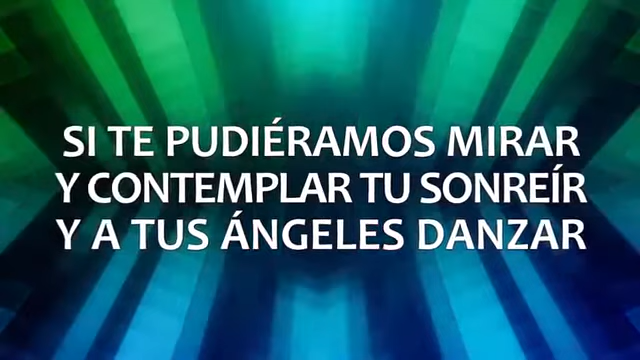 SI TE PUDIÉRAMOS MIRAR
Y CONTEMPLAR TU SONREÍR
Y A TUS ÁNGELES DANZAR